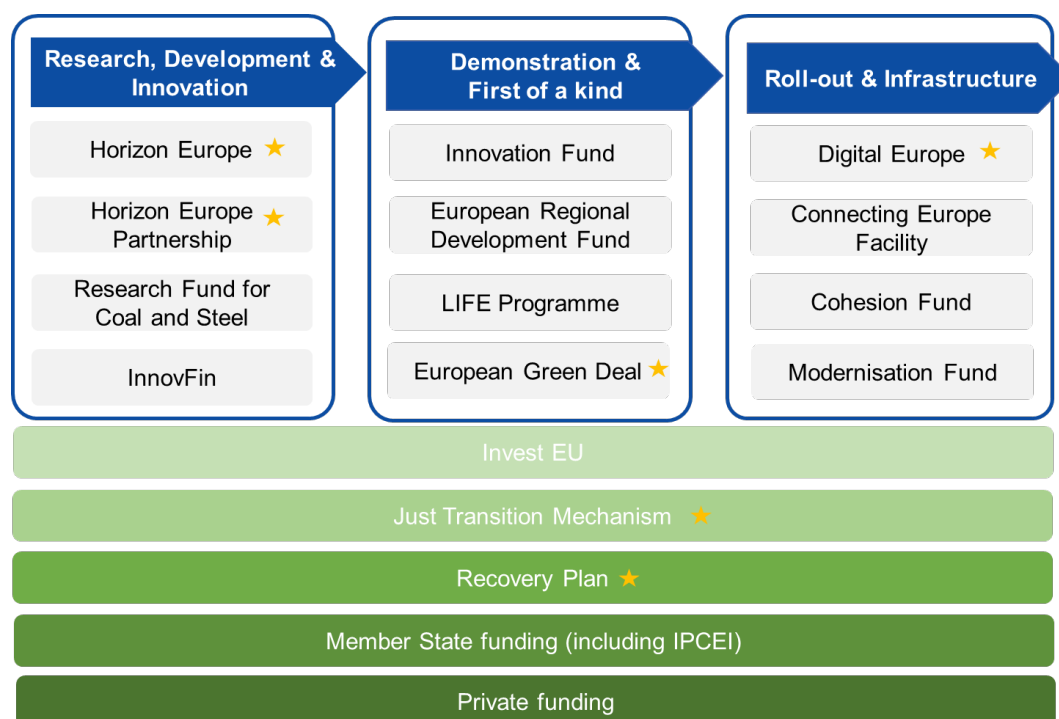 Research, Development &
Innovation
Horizon Europe
Horizon Europe
Partnership
Research Fund for
Coal and Steel
InnovFin
Demonstration &
First of a kind
Innovation Fund
European Regional
Development Fund
LIFE Programme
European Green Deal
Roll-out & Infrastructure
Digital Europe
Connecting Europe
Facility
Cohesion Fund
Modernisation Fund
Invest EU
Just Transition Mechanism
Recovery Plan
Member State funding (including IPCEI)
Private funding